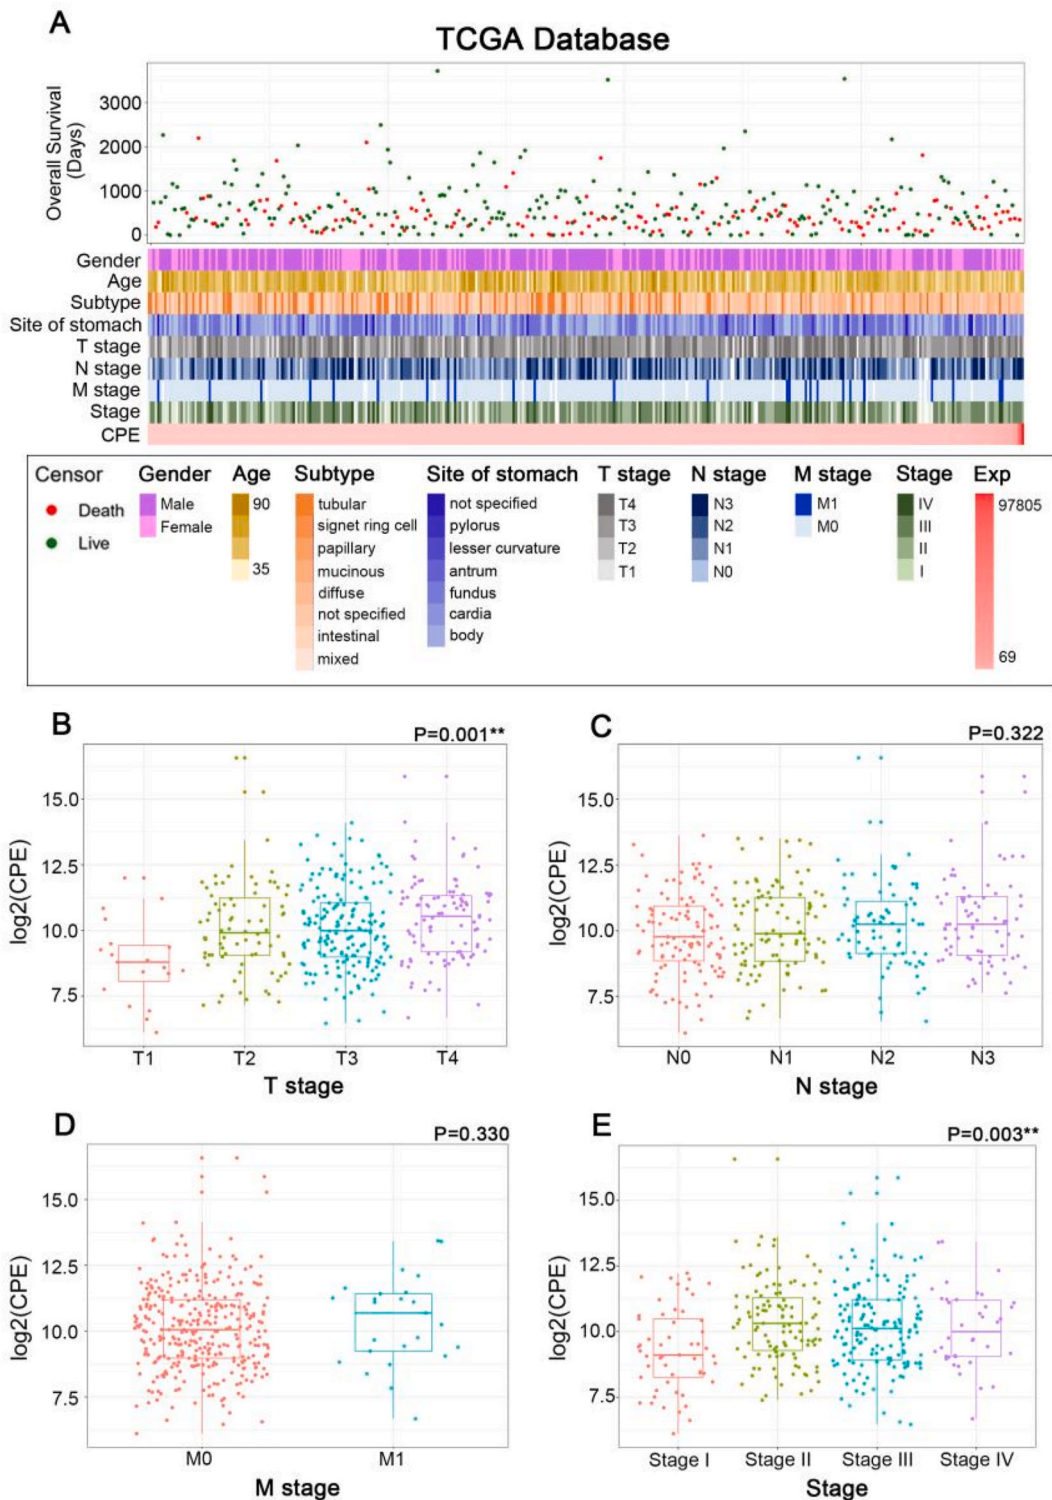 A
TCGA Database
Overall Survival
(Days)
3000
2000
1000
0
Gender
Age
Subtype
Site of stomach
T stage
N stage
M stage
Stage
CPE
Censor
Death
Live
Gender
Male
Female
Age
90
35
Subtype
tubular
signet ring cell
papillary
mucinous
diffuse
not specified
intestinal
mixed
Site of stomach
not specified
pylorus
lesser curvature
antrum
fundus
cardia
body
T stage
T4
T3
T2
T1
N stage
N3
N2
N1
N0
M stage
M1
M0
Stage
IV
III
II
I
Exp
97805
69
B
P=0.001**
log2(CPE)
15.0
12.5
10.0
7.5
T1 T2 T3 T4
T stage
C
P=0.322
log2(CPE)
15.0
12.5
10.0
7.5
N0 N1 N2 N3
N stage
D
P=0.330
log2(CPE)
15.0
12.5
10.0
7.5
M0 M1
M stage
E
P=0.003**
log2(CPE)
15.0
12.5
10.0
7.5
Stage I Stage II Stage III Stage IV
Stage